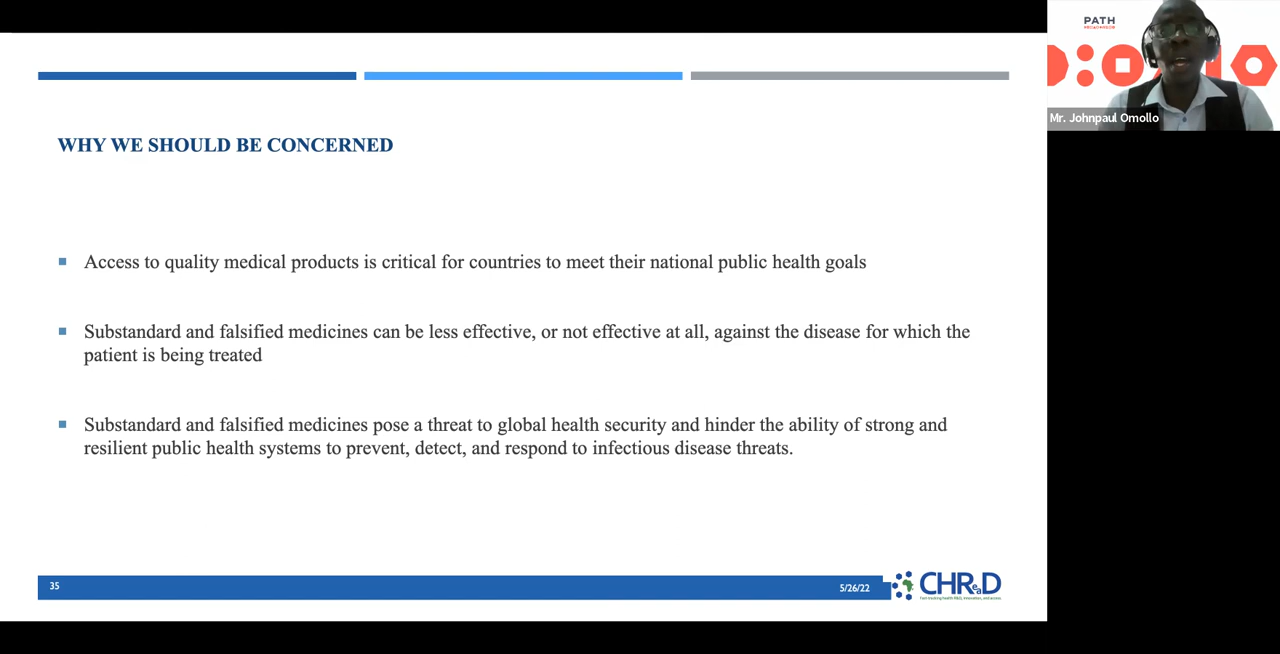 PATH
Mr. Johnpaul Omollo
WHY WE SHOULD BE CONCERNED
Access to quality medical products is critical for countries to meet their national public health goals
Substandard and falsified medicines can be less effective, or not effective at all, against the disease for which the
patient is being treated
Substandard and falsified medicines pose a threat to global health security and hinder the ability of strong and
resilient public health systems to prevent, detect, and respond to infectious disease threats.
35
5/26/22
CHReaD